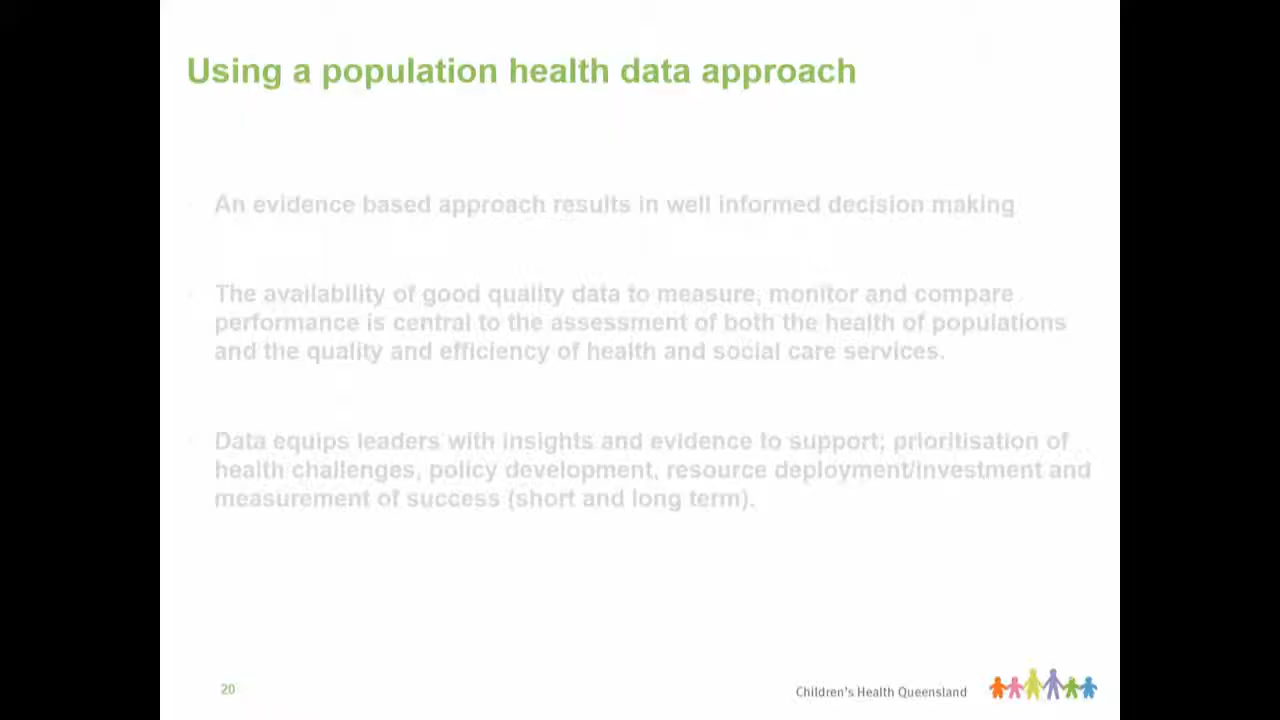 Using a population health data approach
An evidence based approach results in well informed decision making
The availability of good quality data to measure, monitor and compare
performance is central to the assessment of both the health of populations
and the quality and efficiency of health and social care services.
Data equips leaders with insights and evidence to support; prioritisation of
health challenges, policy development, resource deployment/investment and
measurement of success (short and long term).
20
Children's Health Queensland